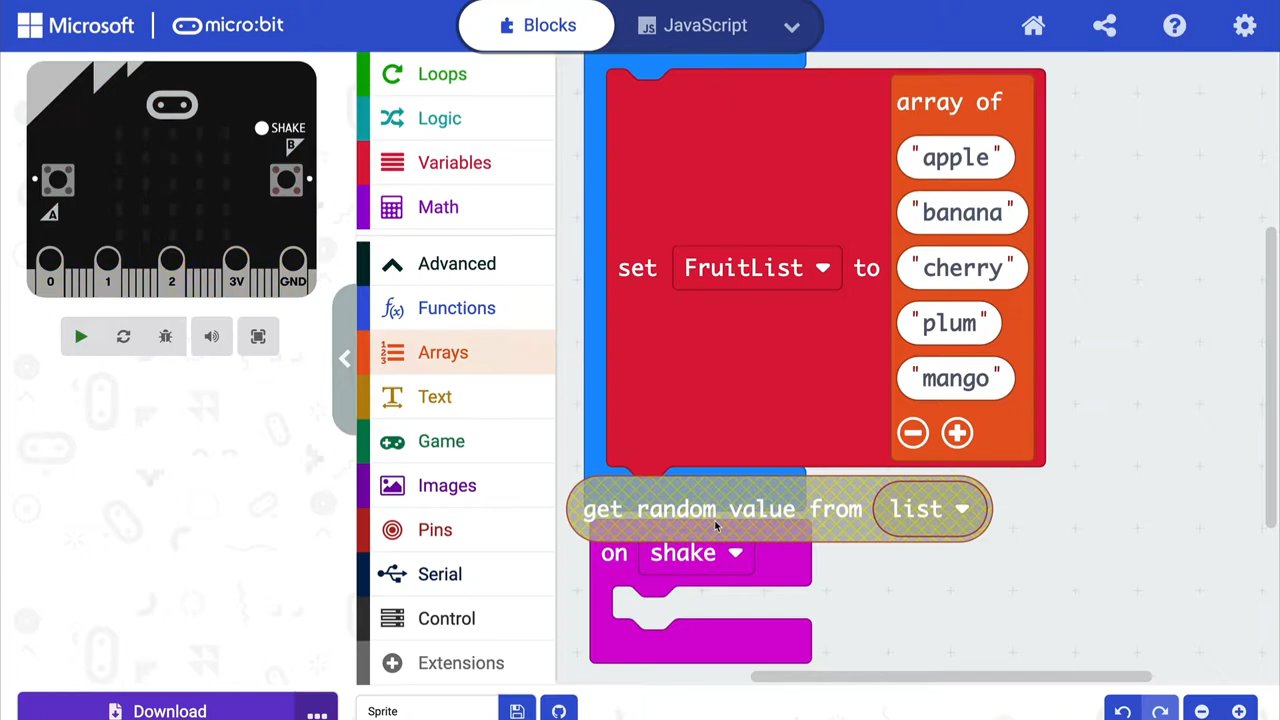 Microsoft | micro:bit
Blocks
JavaScript
SHAKE
B
A
0 1 2 3V GND
Loops
Logic
Variables
Math
Advanced
Functions
Arrays
Text
Game
Images
Pins
Serial
Control
Extensions
array of
"apple"
"banana"
set FruitList to "cherry"
"plum"
"mango"
get random value from list
on shake
Download ...
Sprite